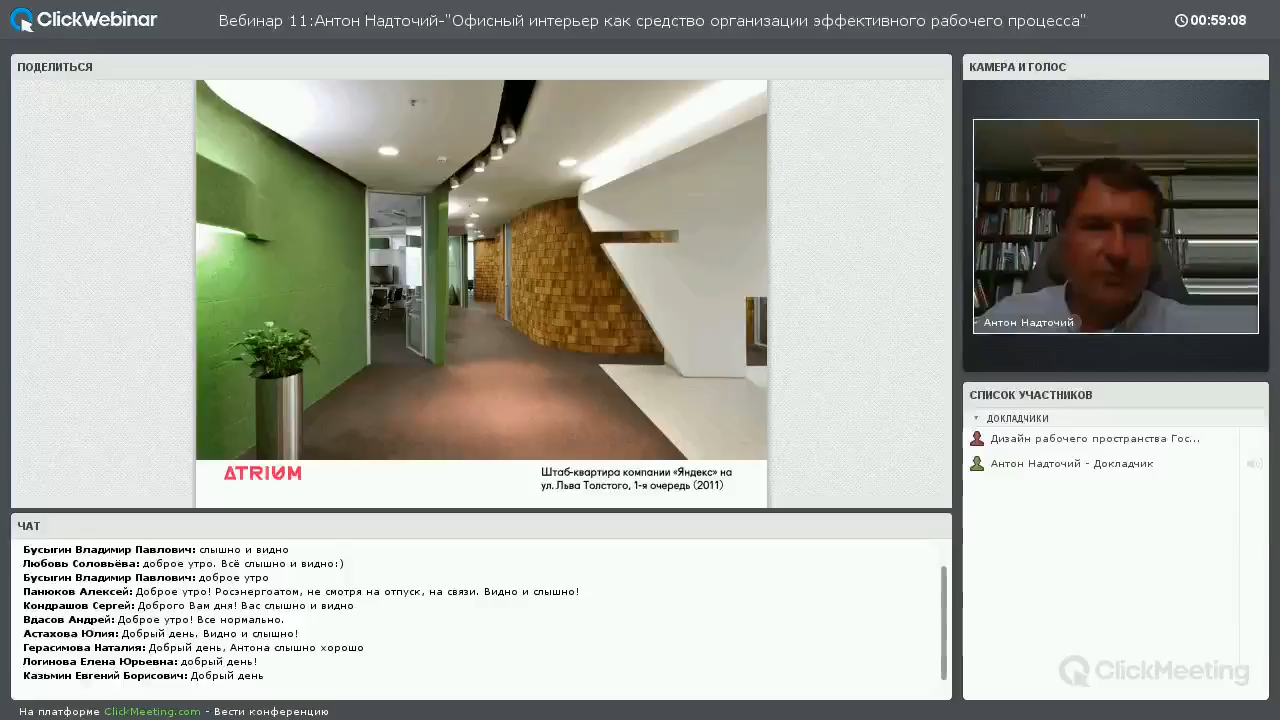 ClickWebinar
Вебинар 11:Антон Надточий-"Офисный интерьер как средство организации эффективного рабочего процесса"
00:59:08
ПОДЕЛИТЬСЯ
ATRIUM
Штаб-квартира компании «Яндекс» на
ул. Льва Толстого, 1-я очередь (2011)
КАМЕРА И ГОЛОС
Антон Надточий
СПИСОК УЧАСТНИКОВ
ДОКЛАДЧИКИ
Дизайн рабочего пространства Гос...
Антон Надточий - Докладчик
ClickMeeting
ЧАТ
Бусыгин Владимир Павлович: слышно и видно
Любовь Соловьёва: доброе утро. Всё слышно и видно:)
Бусыгин Владимир Павлович: доброе утро
Панюков Алексей: Доброе утро! Росэнергоатом, не смотря на отпуск, на связи. Видно и слышно!
Кондрашов Сергей: Доброго Вам дня! Вас слышно и видно
Вдасов Андрей: Доброе утро! Все нормально.
Астахова Юлия: Добрый день, Видно и слышно!
Герасимова Наталия: Добрый день, Антона слышно хорошо
Логинова Елена Юрьевна: добрый день!
Казьмин Евгений Борисович: Добрый день
На платформе ClickMeeting.com - Вести конференцию